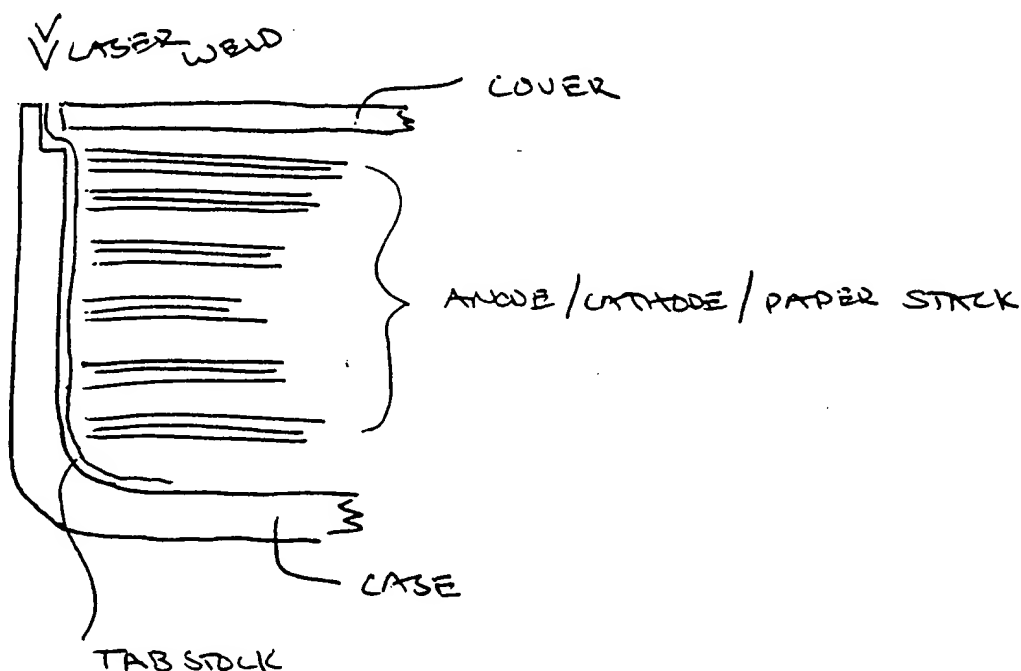 LASER WELD
COVER
ANODE/CATHODE/PAPER STACK
CASE
TAB STOCK